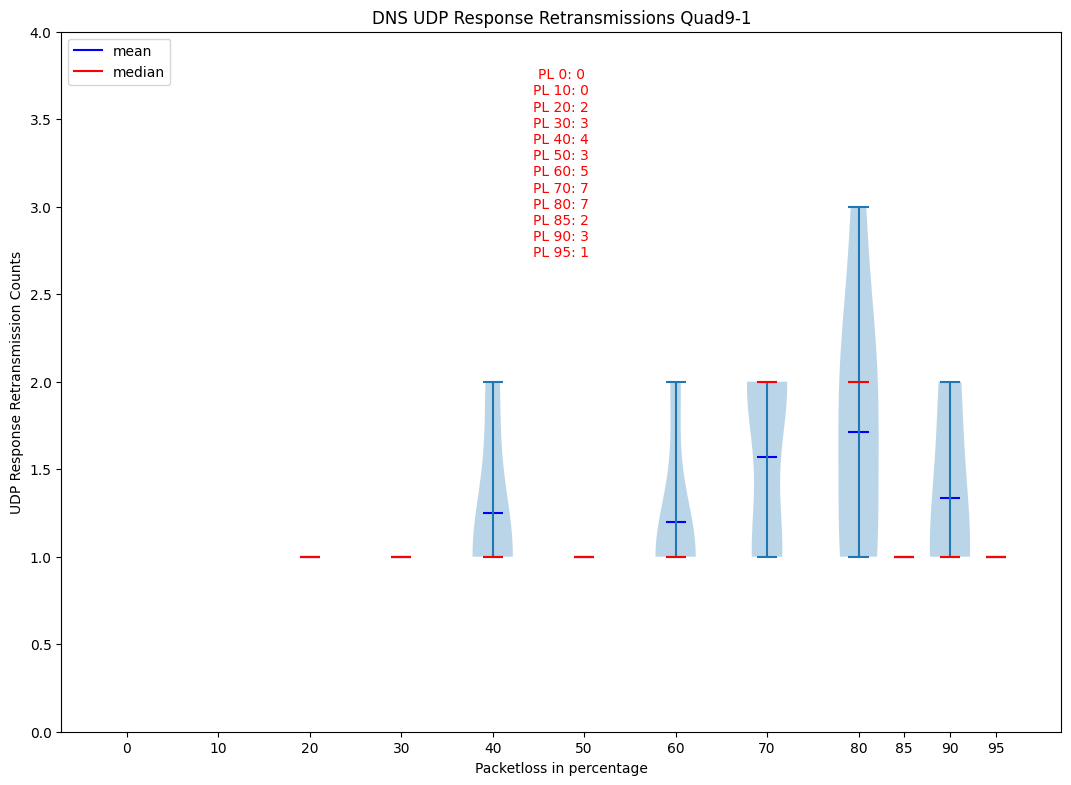 DNS UDP Response Retransmissions Quad9-1
mean
median
PL 0: 0
PL 10: 0
PL 20: 2
PL 30: 3
PL 40: 4
PL 50: 3
PL 60: 5
PL 70: 7
PL 80: 7
PL 85: 2
PL 90: 3
PL 95: 1
UDP Response Retransmission Counts
4.0
3.5
3.0
2.5
2.0
1.5
1.0
0.5
0.0
0 10 20 30 40 50 60 70 80 85 90 95
Packetloss in percentage